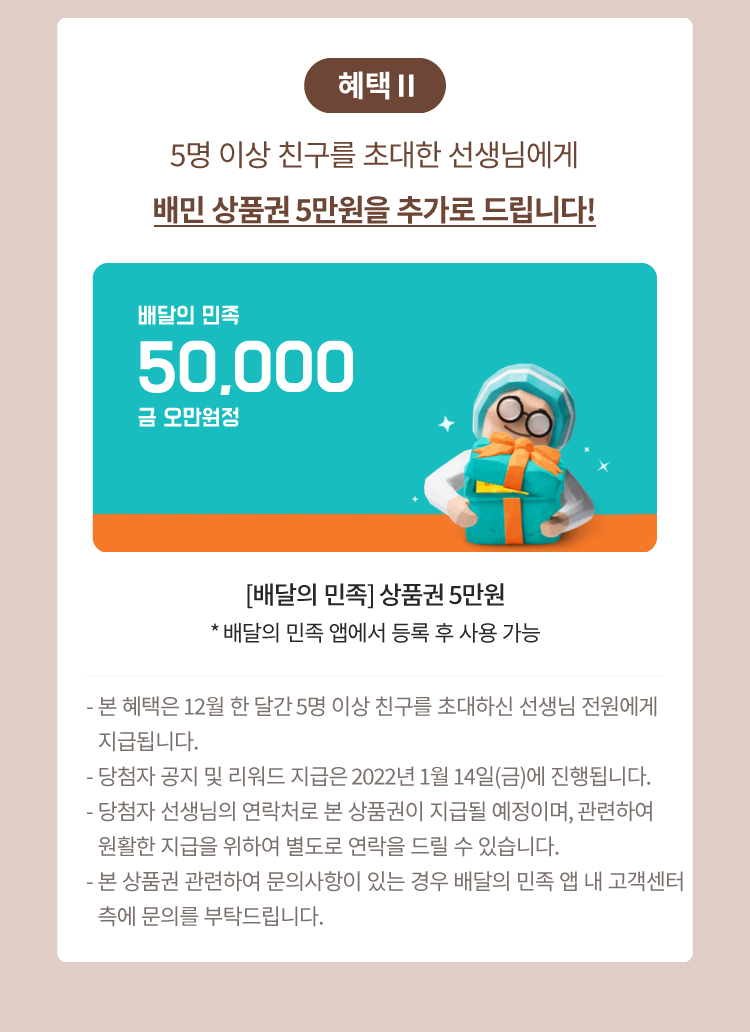 혜택 II
5명 이상 친구를 초대한 선생님에게
배민 상품권 5만원을 추가로 드립니다!
배달의 민족
50,000
금 오만원정
[배달의 민족] 상품권 5만원
* 배달의 민족 앱에서 등록 후 사용 가능
- 본 혜택은 12월 한 달간 5명 이상 친구를 초대하신 선생님 전원에게
지급됩니다.
- 당첨자 공지 및 리워드 지급은 2022년 1월 14일(금)에 진행됩니다.
- 당첨자 선생님의 연락처로 본 상품권이 지급될 예정이며, 관련하여
원활한 지급을 위하여 별도로 연락을 드릴 수 있습니다.
- 본 상품권 관련하여 문의사항이 있는 경우 배달의 민족 앱 내 고객센터
측에 문의를 부탁드립니다.